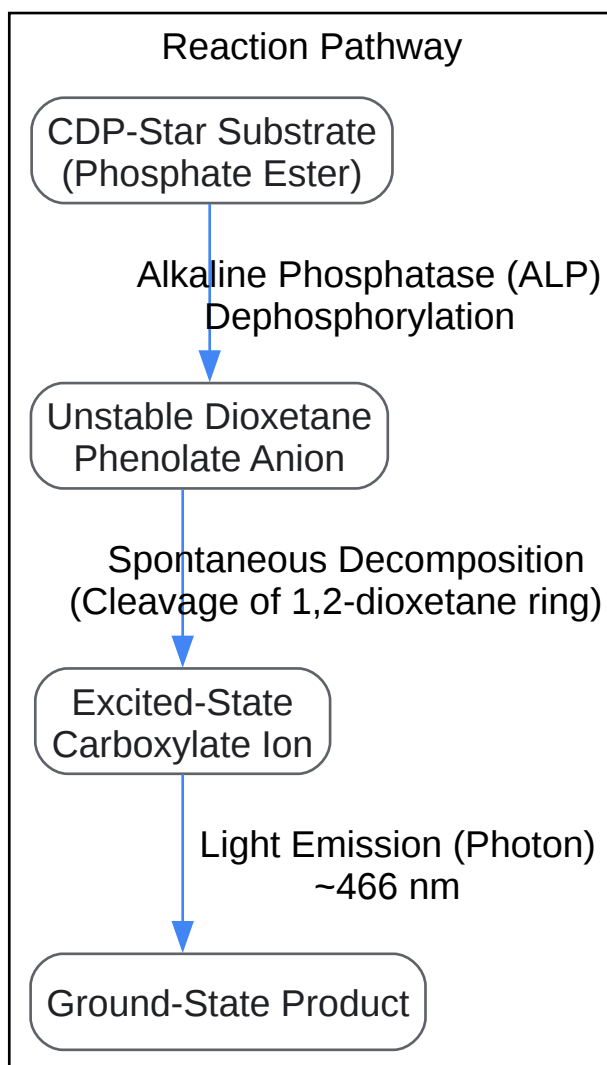 Reaction Pathway
CDP-Star Substrate
(Phosphate Ester)
Alkaline Phosphatase (ALP)
Dephosphorylation
Unstable Dioxetane
Phenolate Anion
Spontaneous Decomposition
(Cleavage of 1,2-dioxetane ring)
Excited-State
Carboxylate Ion
Light Emission (Photon)
~466 nm
Ground-State Product